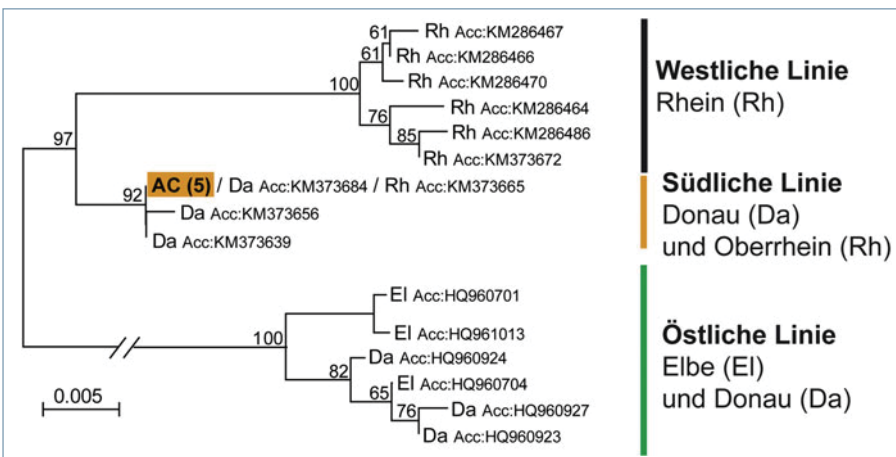 61
Rh Acc:KM286467
61
Rh Acc:KM286466
Rh Acc:KM286470
100
Rh Acc:KM286464
76
Rh Acc:KM286486
85
Rh Acc:KM373672
97
AC (5) / Da Acc:KM373684 / Rh Acc:KM373665
92
Da Acc:KM373656
Da Acc:KM373639
El Acc:HQ960701
100
El Acc:HQ961013
Da Acc:HQ960924
82
El Acc:HQ960704
65
Da Acc:HQ960927
76
Da Acc:HQ960923
0.005
Westliche Linie
Rhein (Rh)
Südliche Linie
Donau (Da)
und Oberrhein (Rh)
Östliche Linie
Elbe (El)
und Donau (Da)